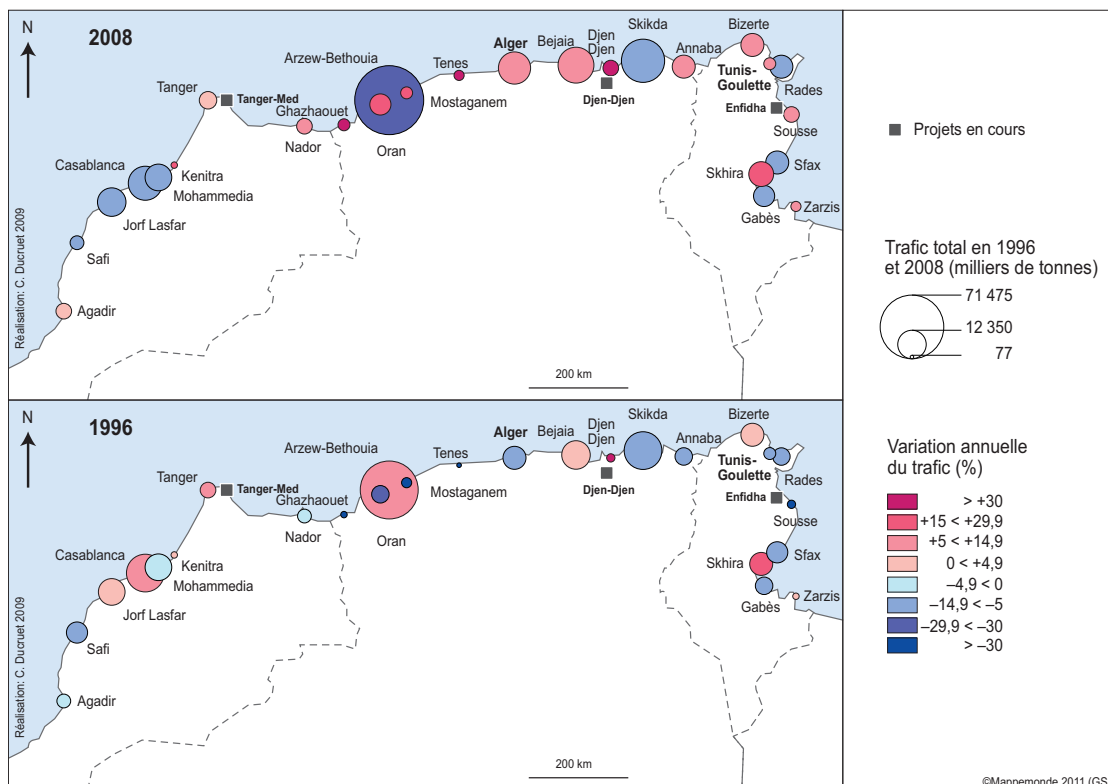 N
2008
Arzew-Bethouia
Tenes
Alger
Bejaia
Djen
Djen
Skikda
Annaba
Bizerte
Tunis-
Goulette
Rades
Djen-Djen
Enfidha
Sousse
Tanger
Tanger-Med
Ghazhaouet
Nador
Mostaganem
Oran
Casablanca
Kenitra
Mohammedia
Jorf Lasfar
Safi
Agadir
Skhira
Sfax
Gabès
Zarzis
200 km
Réalisation: C. Ducruet 2009
N
1996
Arzew-Bethouia
Tenes
Alger
Bejaia
Djen
Djen
Skikda
Annaba
Bizerte
Tunis-
Goulette
Rades
Djen-Djen
Enfidha
Sousse
Tanger
Tanger-Med
Ghazhaouet
Nador
Mostaganem
Oran
Casablanca
Kenitra
Mohammedia
Jorf Lasfar
Safi
Agadir
Skhira
Sfax
Gabès
Zarzis
200 km
Réalisation: C. Ducruet 2009
Projets en cours
Trafic total en 1996
et 2008 (milliers de tonnes)
71 475
12 350
77
Variation annuelle
du trafic (%)
> +30
+15 < +29,9
+5 < +14,9
0 < +4,9
–4,9 < 0
–14,9 < –5
–29,9 < –30
> –30
©Mappemonde 2011 (GS